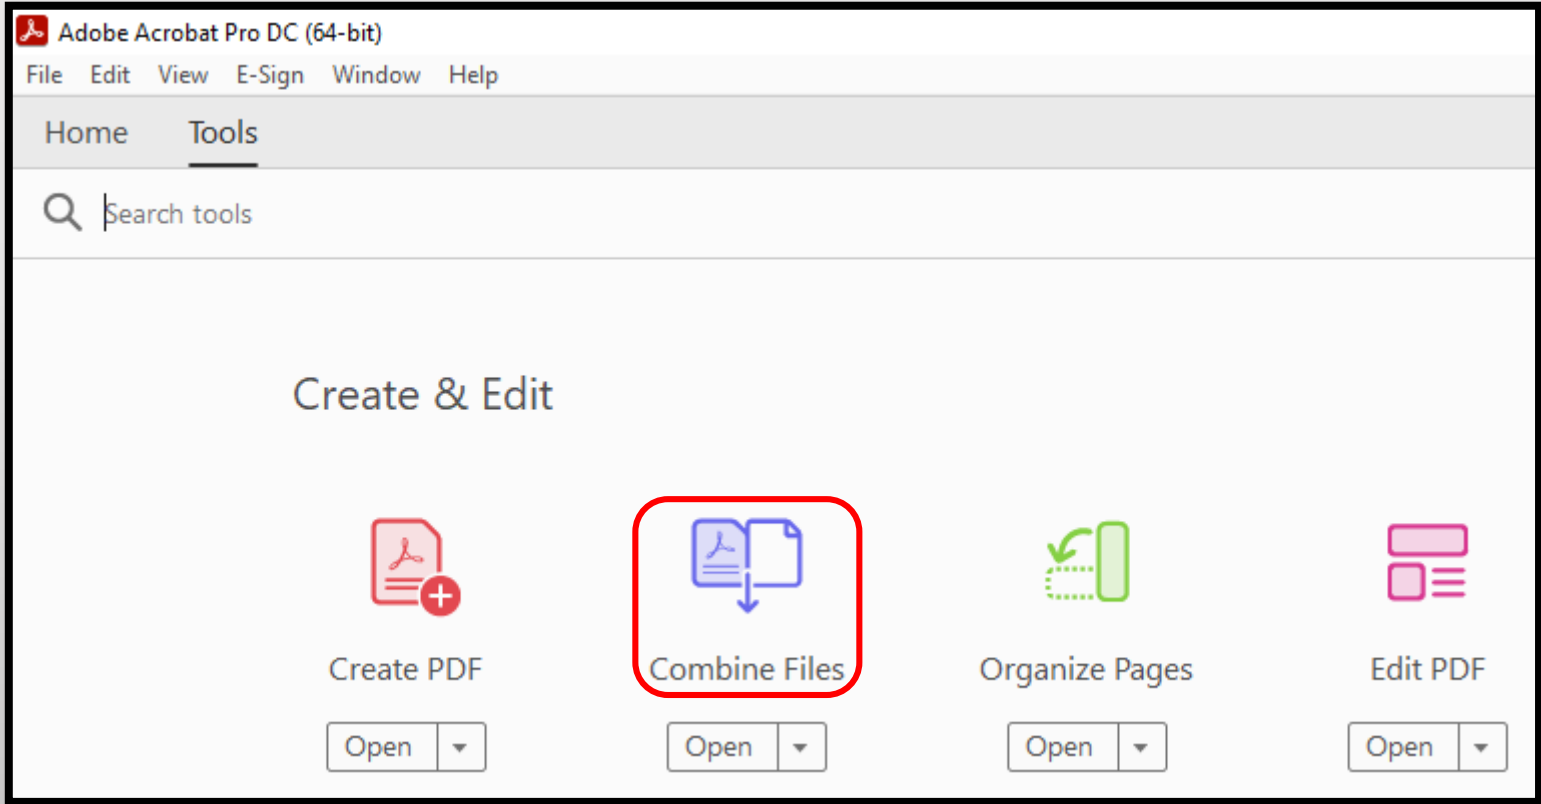 Adobe Acrobat Pro DC (64-bit)
File Edit View E-Sign Window Help
Home Tools
Search tools
Create & Edit
Create PDF Combine Files Organize Pages Edit PDF
Open Open Open Open